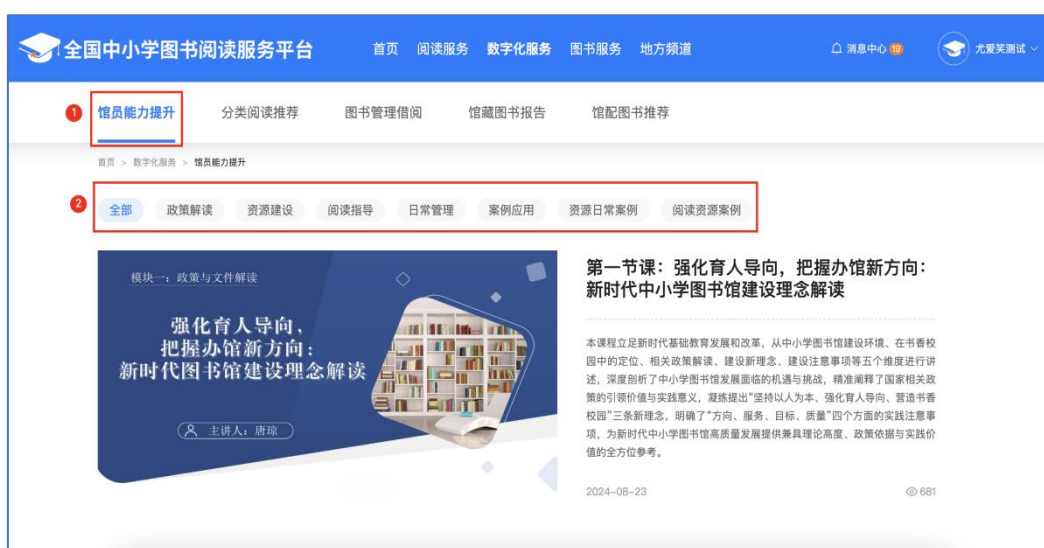 全国中小学图书阅读服务平台 首页 阅读服务 数字化服务 图书服务 地方频道 消息中心 19 尤爱笑测试
1 馆员能力提升 分类阅读推荐 图书管理借阅 馆藏图书报告 馆配图书推荐
首页 > 数字化服务 > 馆员能力提升
2 全部 政策解读 资源建设 阅读指导 日常管理 案例应用 资源日常案例 阅读资源案例
模块一：政策与文件解读
强化育人导向，
把握办馆新方向：
新时代图书馆建设理念解读
主讲人：唐琼
第一节课：强化育人导向，把握办馆新方向：
新时代中小学图书馆建设理念解读
本课程立足新时代基础教育发展和改革，从中小学图书馆建设环境、在书香校
园中的定位、相关政策解读、建设新理念、建设注意事项等五个维度进行讲
述，深度剖析了中小学图书馆发展面临的机遇与挑战，精准阐释了国家相关政
策的引领价值与实践意义，凝练提出“坚持以人为本、强化育人导向、营造书香
校园”三条新理念，明确了“方向、服务、目标、质量”四个方面的实践注意事
项，为新时代中小学图书馆高质量发展提供兼具理论高度、政策依据与实践价
值的全方位参考。
2024-08-23 681